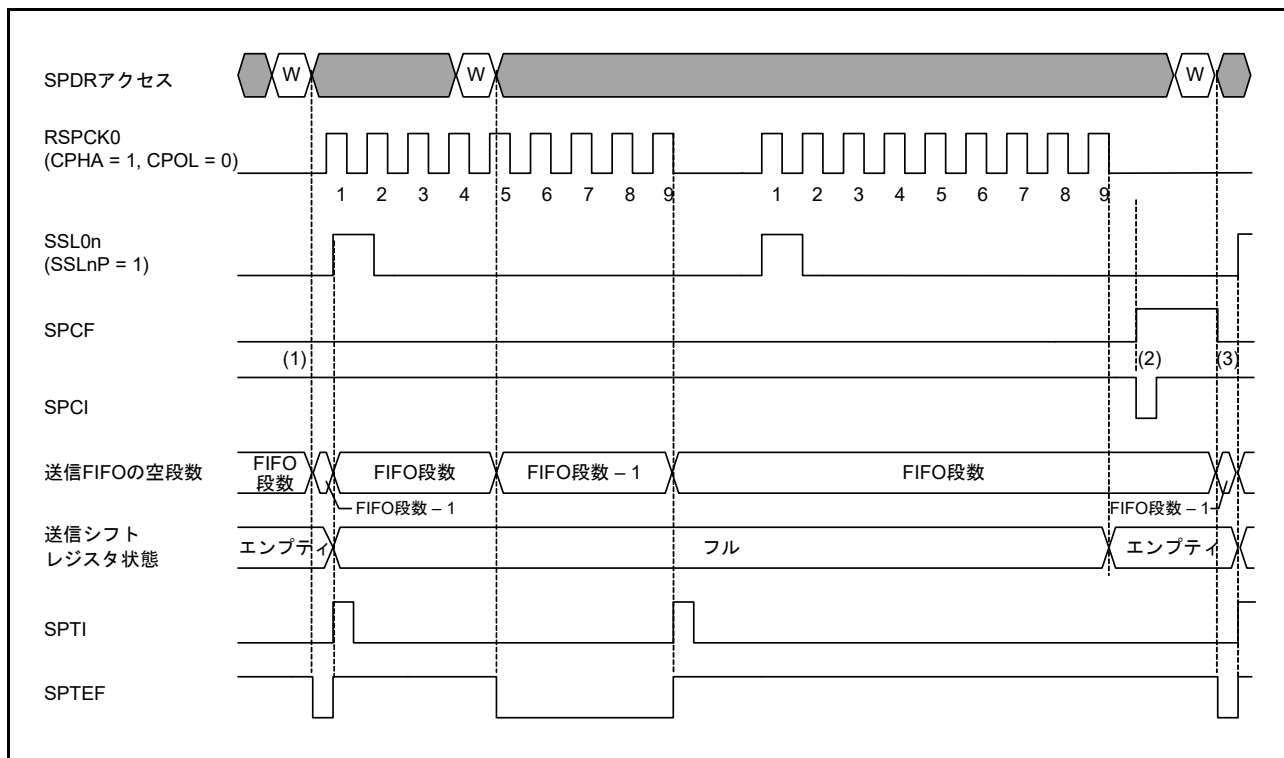 SPDRアクセス
W
W
W
RSPCK0
(CPHA = 1, CPOL = 0)
1 2 3 4 5 6 7 8 9
1 2 3 4 5 6 7 8 9
SSL0n
(SSLnP = 1)
SPCF
(1)
(2)
(3)
SPCI
送信FIFOの空段数
FIFO
段数
FIFO段数
FIFO段数 – 1
FIFO段数
FIFO段数 – 1
FIFO段数 – 1
送信シフト
レジスタ状態
エンプティ
フル
エンプティ
SPTI
SPTEF